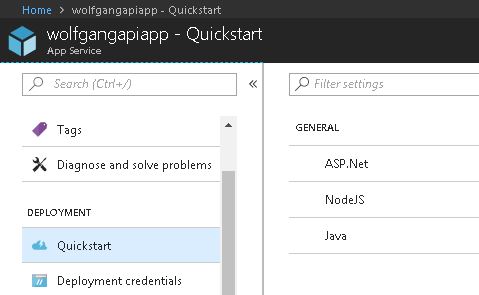 Home > wolfgangapiapp - Quickstart
wolfgangapiapp - Quickstart
App Service
Search (Ctrl+/)
«
Tags
Diagnose and solve problems
DEPLOYMENT
Quickstart
Deployment credentials
Filter settings
GENERAL
ASP.Net
NodeJS
Java